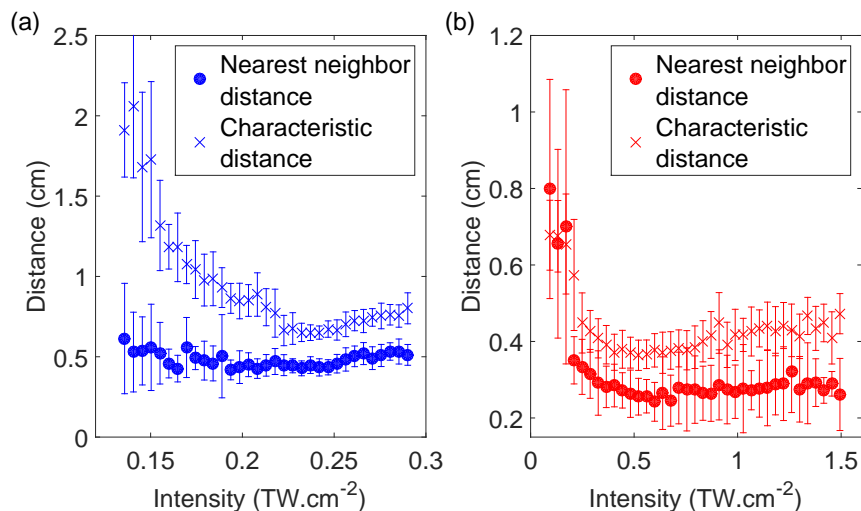 (a)
2.5
2
1.5
1
0.5
0
Distance (cm)
Nearest neighbor
distance
Characteristic
distance
0.15
0.2
0.25
0.3
Intensity (TW.cm-2)
(b)
1.2
1
0.8
0.6
0.4
0.2
Distance (cm)
Nearest neighbor
distance
Characteristic
distance
0
0.5
1
1.5
Intensity (TW.cm-2)